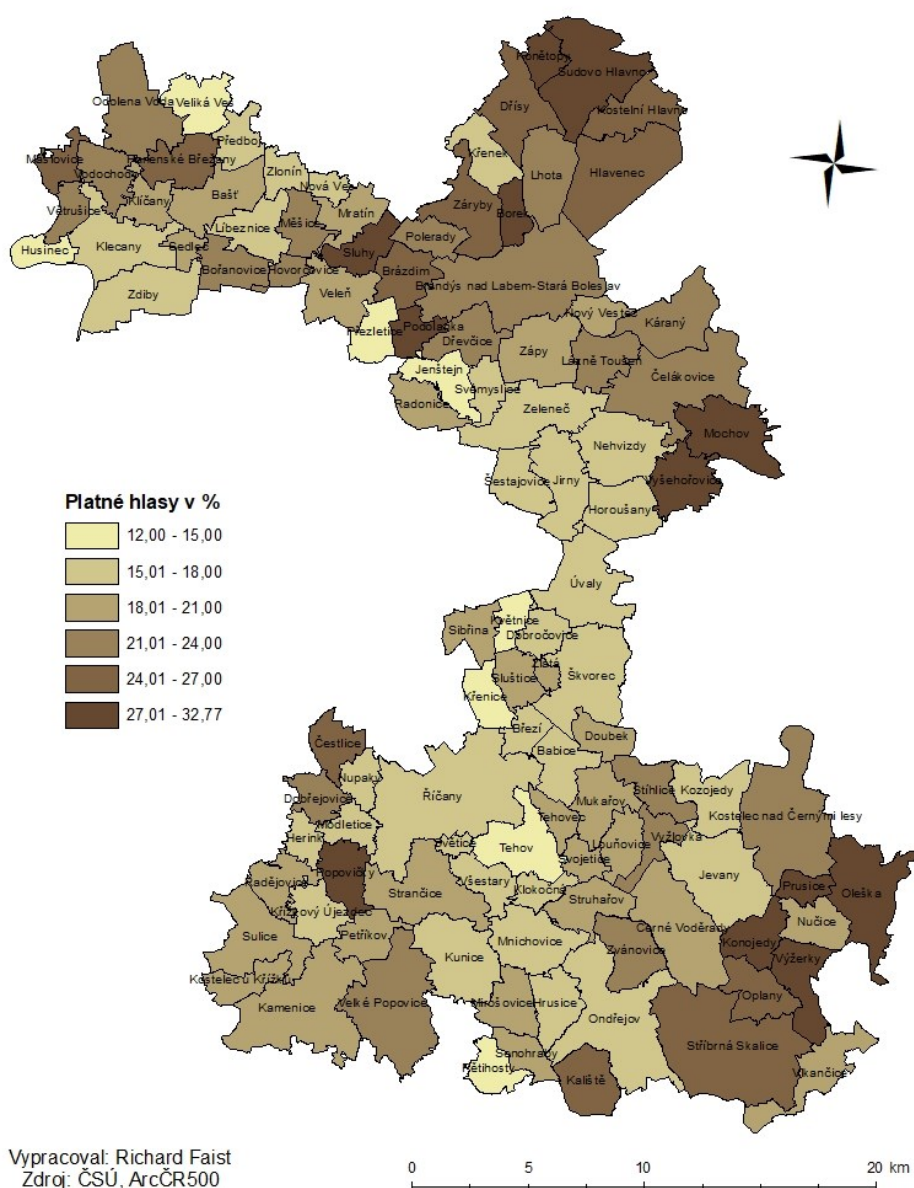 Konětopy
Sudovo Hlavno
Dřísy
Kostelní Hlavno
Odolena Voda
Veliká Ves
Předboj
Křenek
Lhota
Hlavenec
Máslovice
Vodochody
Panenské Břežany
Zlonín
Nová Ves
Větrušice
Klíčany
Bašť
Mratín
Záryby
Borek
Husinec
Klecany
Sedlec
Líbeznice
Měšice
Sluhy
Polerady
Zdiby
Bořanovice
Hovorčovice
Veleň
Brázdim
Brandýs nad Labem-Stará Boleslav
Přezletice
Podolanka
Dřevčice
Nový Vestec
Káraný
Zápy
Lázně Toušeň
Čelákovice
Jenštejn
Svémyslice
Radonice
Zeleneč
Mochov
Nehvizdy
Šestajovice
Jirny
Vyšehořovice
Horoušany
Platné hlasy v %
12,00 - 15,00
15,01 - 18,00
18,01 - 21,00
21,01 - 24,00
24,01 - 27,00
27,01 - 32,77
Úvaly
Květnice
Sibřina
Dobročovice
Zlatá
Sluštice
Škvorec
Křenice
Březí
Doubek
Babice
Čestlice
Nupaky
Říčany
Dobřejovice
Modletice
Herink
Stíhlice
Kozojedy
Mukařov
Tehovec
Kostelec nad Černými lesy
Světice
Tehov
Louňovice
Vyžlovka
Svojetice
Jevany
Oleška
Prusice
Radějovice
Popovičky
Strančice
Všestary
Klokočná
Struhařov
Nučice
Křížkový Újezdec
Sulice
Petříkov
Mnichovice
Černé Voděrady
Konojedy
Kunice
Zvánovice
Výžerky
Kostelec u Křížků
Kamenice
Velké Popovice
Mirošovice
Hrusice
Ondřejov
Oplany
Stříbrná Skalice
Senohraby
Pětihosty
Kaliště
Vlkančice
Vypracoval: Richard Faist
Zdroj: ČSÚ, ArcČR500
0 5 10 20 km